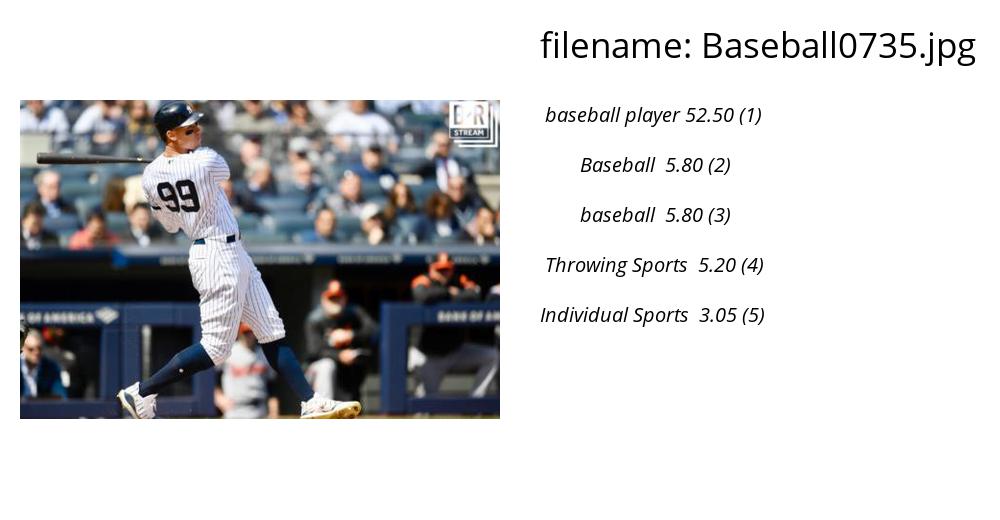 filename: Baseball0735.jpg
baseball player 52.50 (1)
B/R
STREAM
99
Baseball 5.80 (2)
baseball 5.80 (3)
Throwing Sports 5.20 (4)
Individual Sports 3.05 (5)
OF AMERICA
BANK OF AM